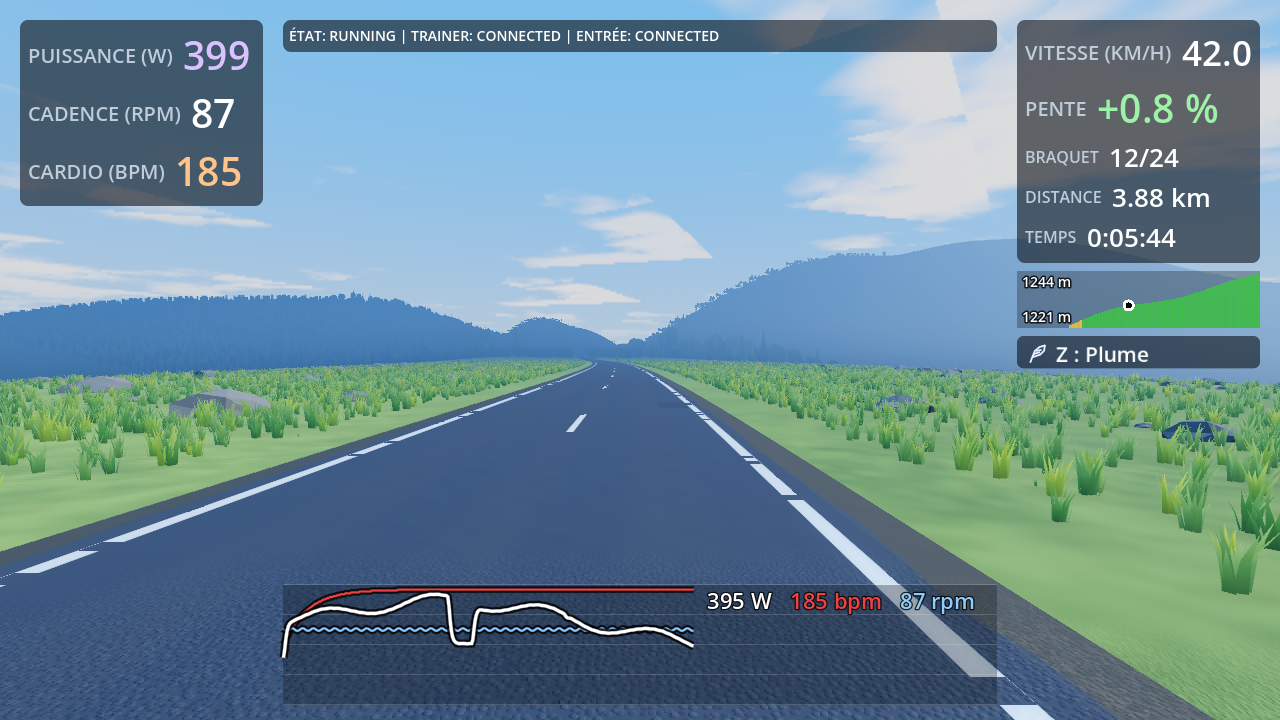 PUISSANCE (W) 399
CADENCE (RPM) 87
CARDIO (BPM) 185
ÉTAT: RUNNING | TRAINER: CONNECTED | ENTRÉE: CONNECTED
VITESSE (KM/H) 42.0
PENTE +0.8 %
BRAQUET 12/24
DISTANCE 3.88 km
TEMPS 0:05:44
1244 m
1221 m
Z : Plume
395 W 185 bpm 87 rpm